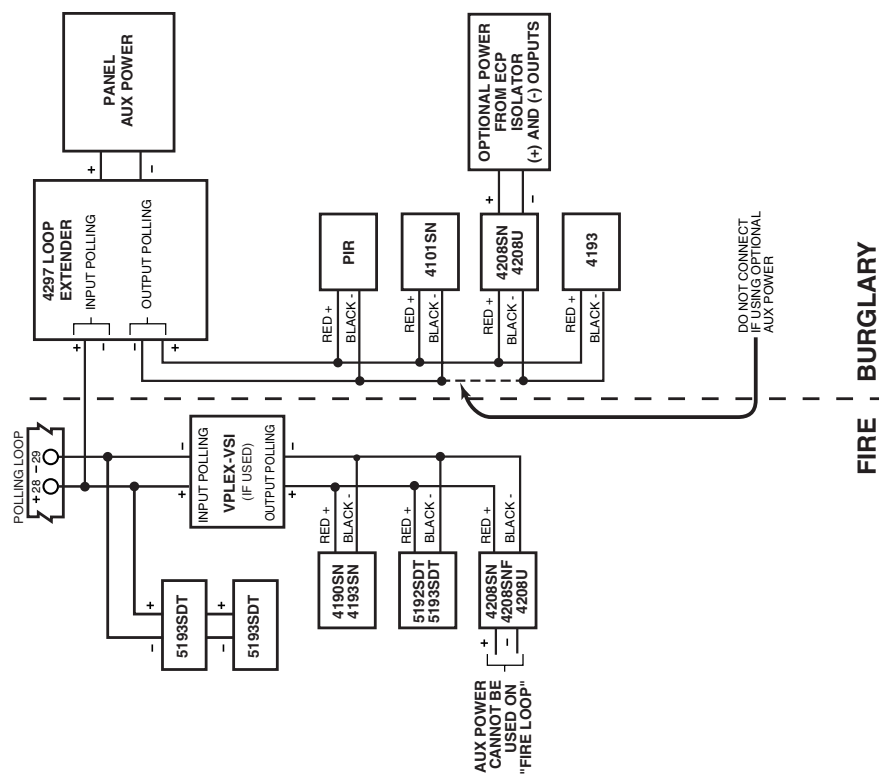 POLLING LOOP
+ 28
− 29
5193SDT
−
+
5193SDT
−
+
+
−
INPUT POLLING
VPLEX-VSI
(IF USED)
OUTPUT POLLING
+
−
RED +
BLACK -
4190SN
4193SN
RED +
BLACK -
5192SDT
5193SDT
RED +
BLACK -
4208SN
4208SNF
4208U
+
−
AUX POWER
CANNOT BE
USED ON
"FIRE LOOP"
FIRE
4297 LOOP
EXTENDER
INPUT POLLING
OUTPUT POLLING
+
−
−
+
+
−
PANEL
AUX POWER
RED +
BLACK -
PIR
RED +
BLACK -
4101SN
RED +
BLACK -
4208SN
4208U
+
−
OPTIONAL POWER
FROM ECP
ISOLATOR
(+) AND (-) OUPUTS
RED +
BLACK -
4193
DO NOT CONNECT
IF USING OPTIONAL
AUX POWER
BURGLARY